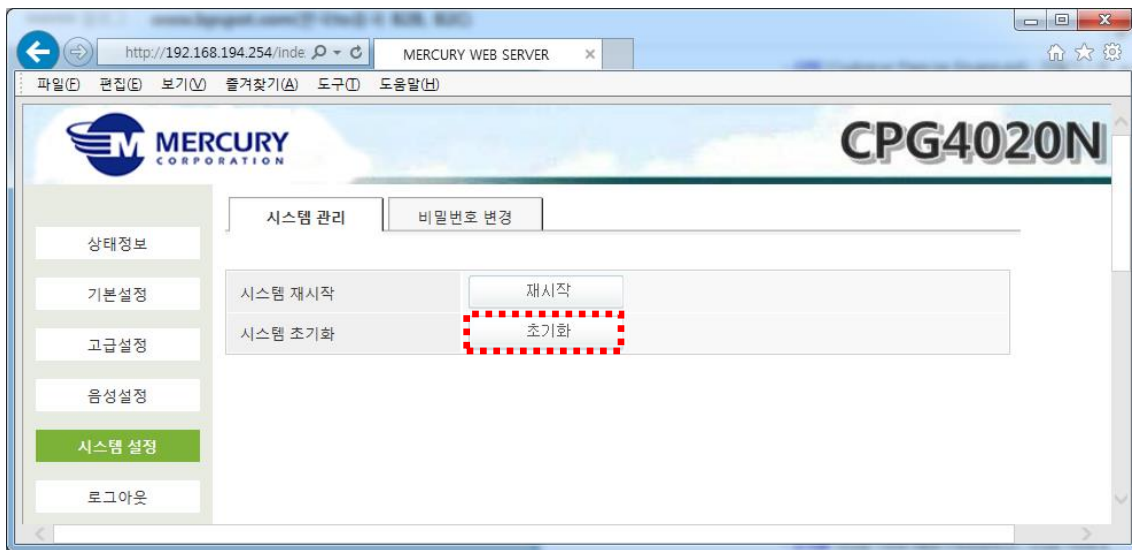 http://192.168.194.254/inde
MERCURY WEB SERVER
파일(F) 편집(E) 보기(V) 즐겨찾기(A) 도구(T) 도움말(H)
MERCURY
CORPORATION
CPG4020N
시스템 관리
비밀번호 변경
상태정보
기본설정
고급설정
음성설정
시스템 설정
로그아웃
시스템 재시작
재시작
시스템 초기화
초기화